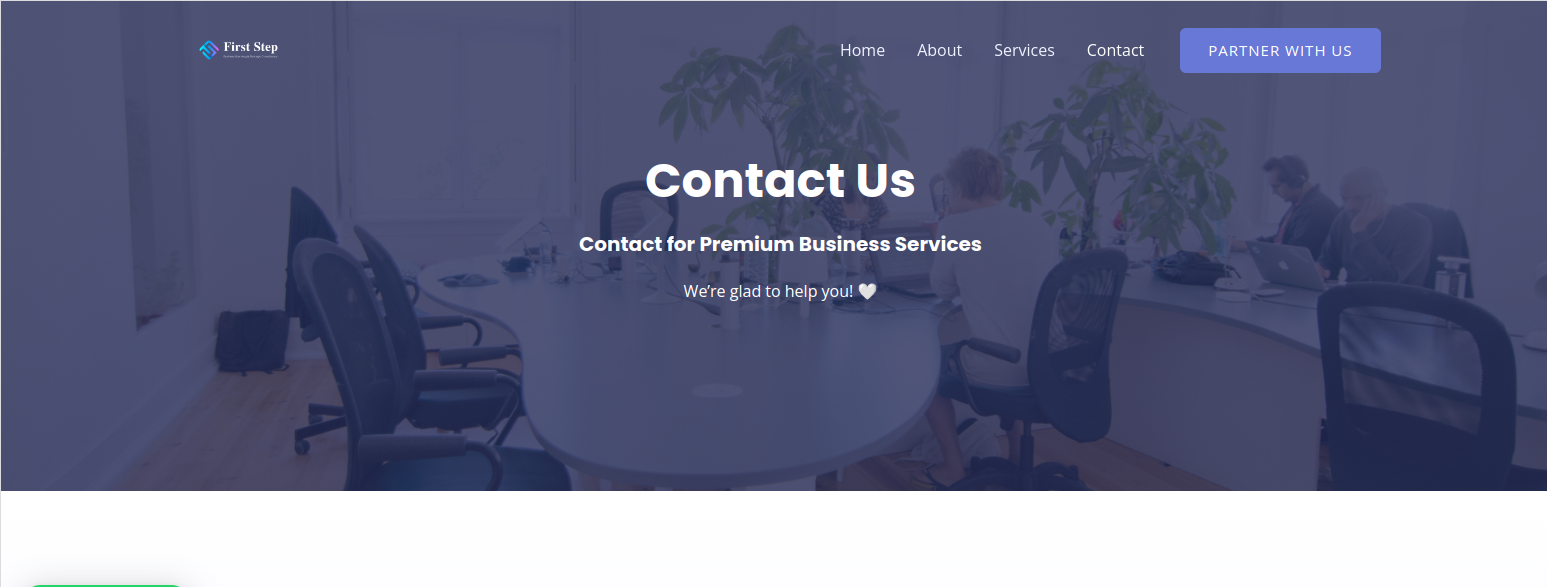 First Step
Home
About
Services
Contact
PARTNER WITH US
Contact Us
Contact for Premium Business Services
We’re glad to help you! 🤍